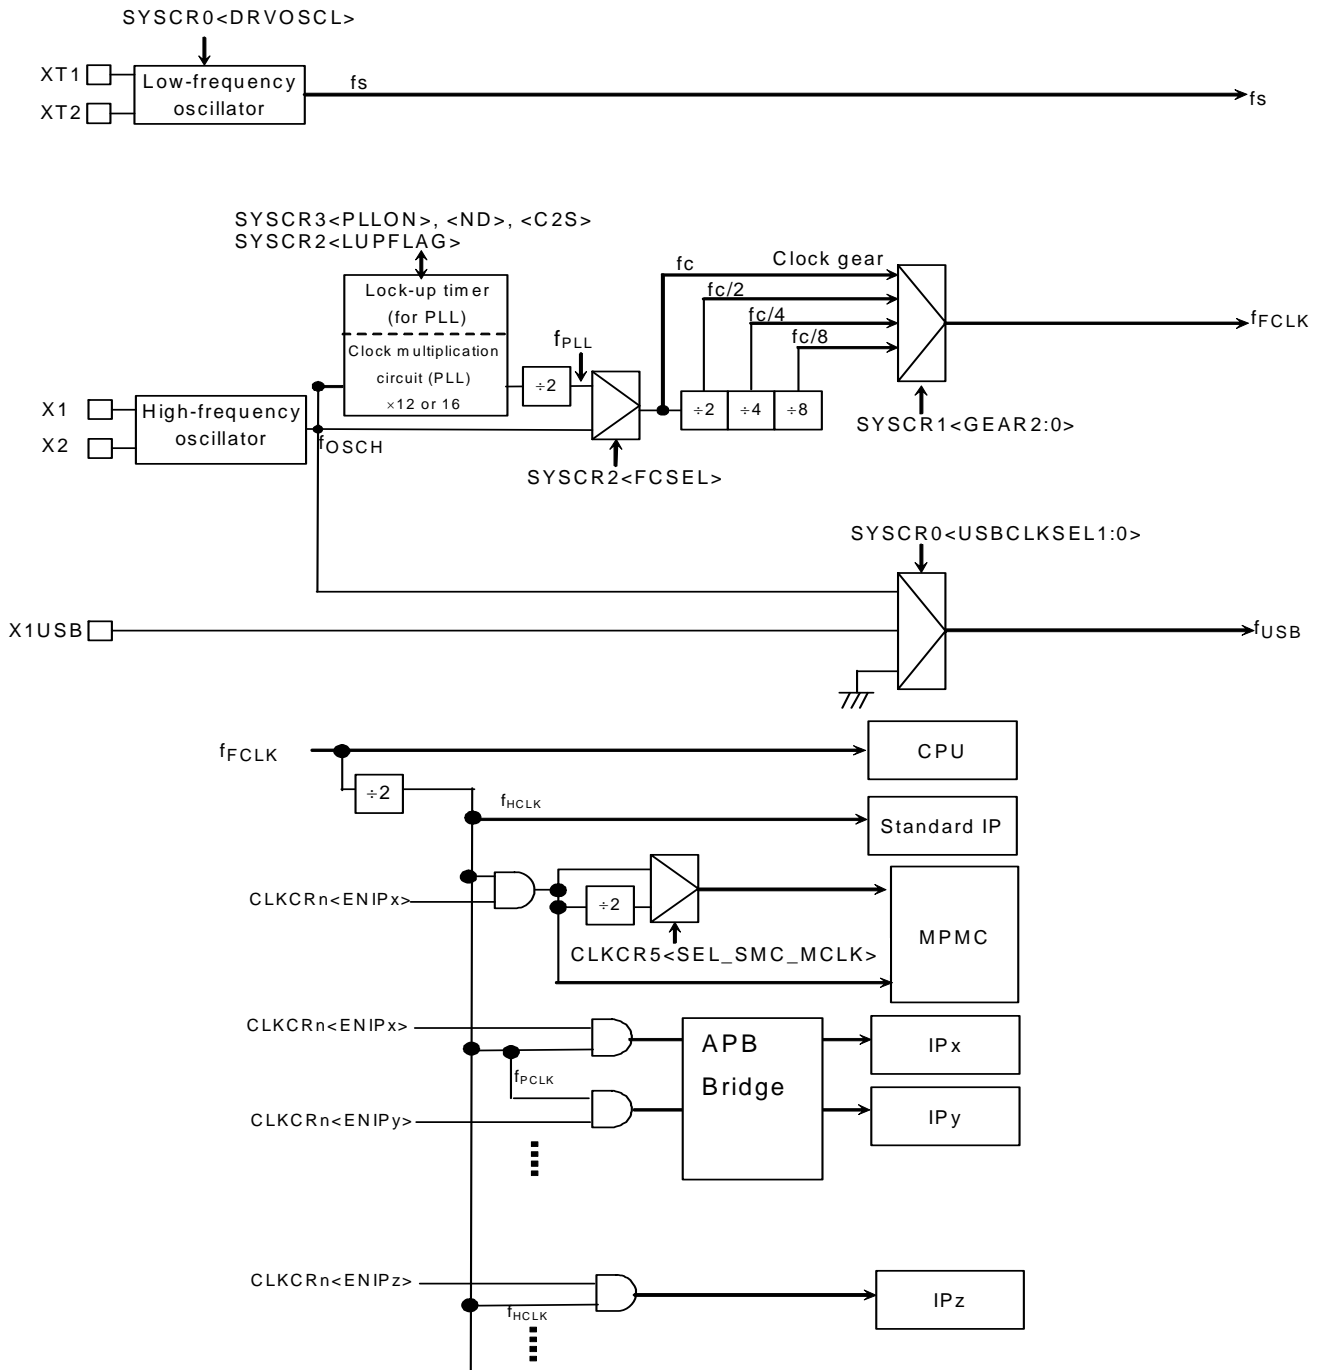 SYSCR0<DRVOSCL>
XT1
XT2
Low-frequency
oscillator
fs
fs
SYSCR3<PLLON>, <ND>, <C2S>
SYSCR2<LUPFLAG>
Lock-up timer
(for PLL)
Clock multiplication
circuit (PLL)
×12 or 16
fPLL
÷2
fc
Clock gear
fc/2
fc/4
fc/8
÷2
÷4
÷8
fFCLK
X1
X2
High-frequency
oscillator
fOSCH
SYSCR2<FCSEL>
SYSCR1<GEAR2:0>
SYSCR0<USBCLKSEL1:0>
X1USB
fUSB
fFCLK
÷2
CPU
fHCLK
Standard IP
CLKCRn<ENIPx>
÷2
CLKCR5<SEL_SMC_MCLK>
MPMC
CLKCRn<ENIPx>
fPCLK
CLKCRn<ENIPy>
APB
Bridge
IPx
IPy
CLKCRn<ENIPz>
fHCLK
IPz